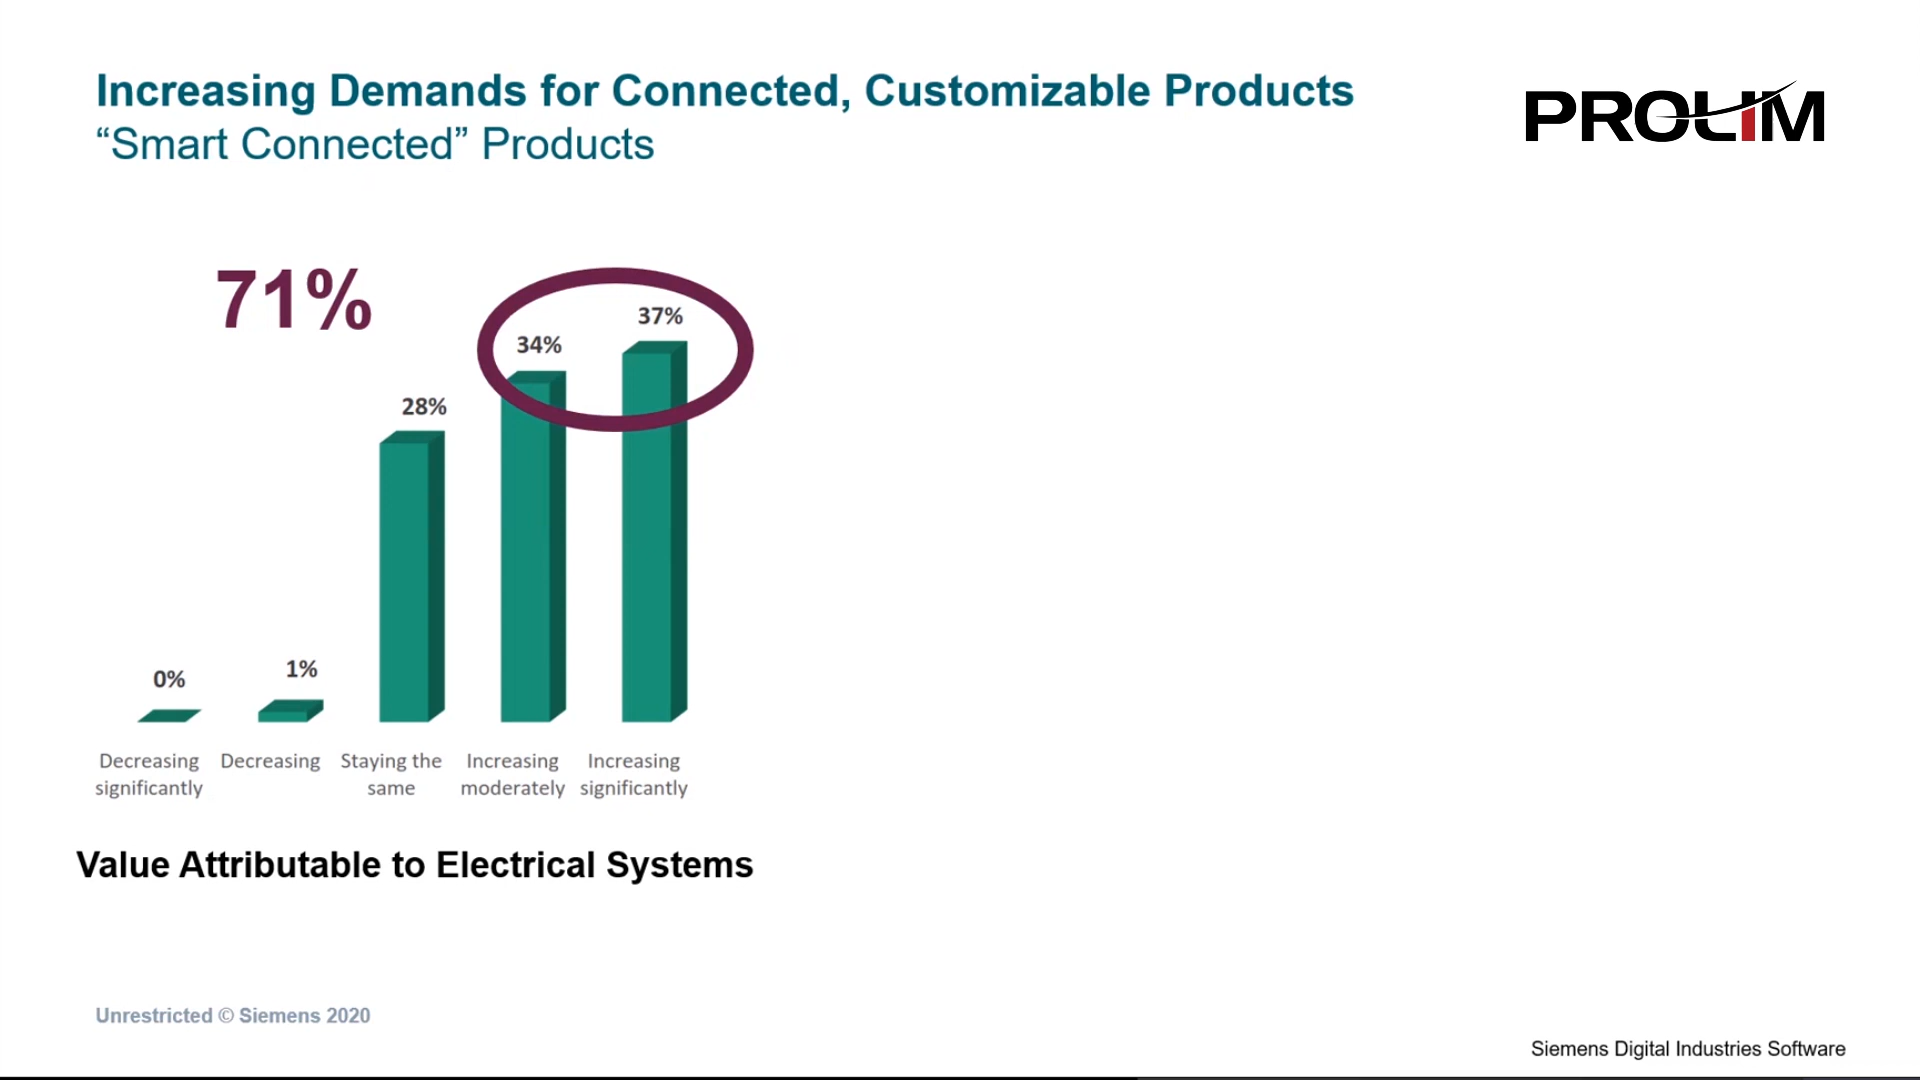 Increasing Demands for Connected, Customizable Products
“Smart Connected” Products
PROLIM
71%
0%
1%
28%
34%
37%
Decreasing significantly
Decreasing
Staying the same
Increasing moderately
Increasing significantly
Value Attributable to Electrical Systems
Unrestricted © Siemens 2020
Siemens Digital Industries Software